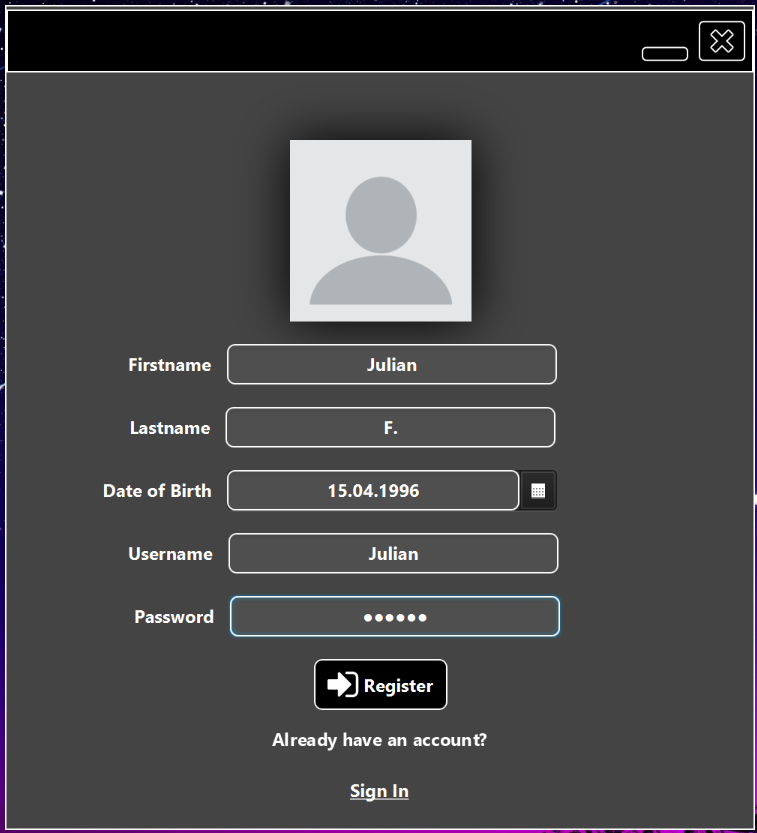 Firstname Julian
Lastname F.
Date of Birth 15.04.1996
Username Julian
Password ••••••
Register
Already have an account?
Sign In